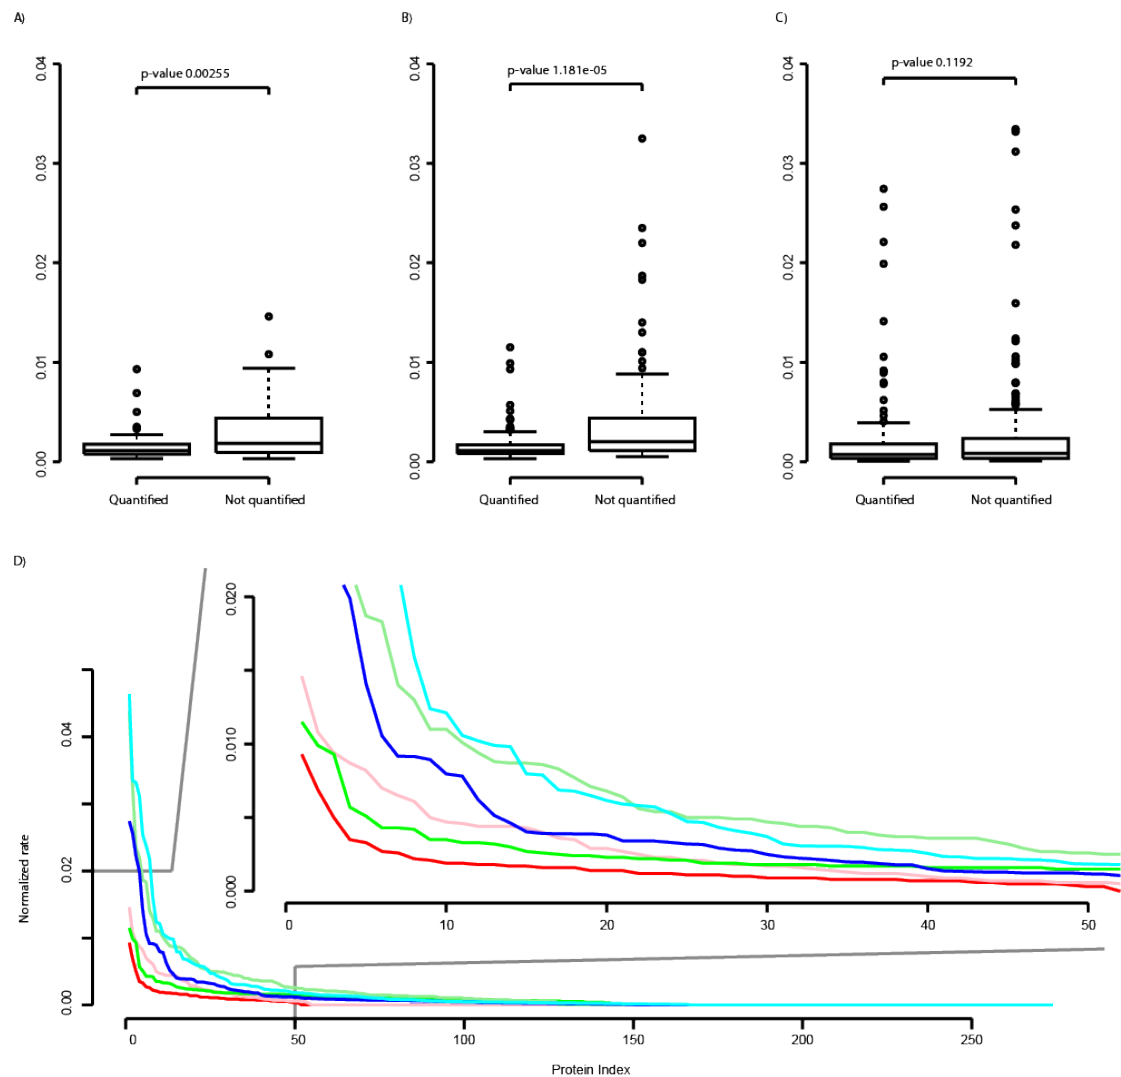 A)
B)
C)
p-value 0.00255
p-value 1.181e-05
p-value 0.1192
0.04
0.03
0.02
0.01
0.00
Quantified
Not quantified
0.04
0.03
0.02
0.01
0.00
Quantified
Not quantified
0.04
0.03
0.02
0.01
0.00
Quantified
Not quantified
D)
0.020
0.010
0.000
0
10
20
30
40
50
Normalized rate
0.04
0.02
0.00
0
50
100
150
200
250
Protein Index